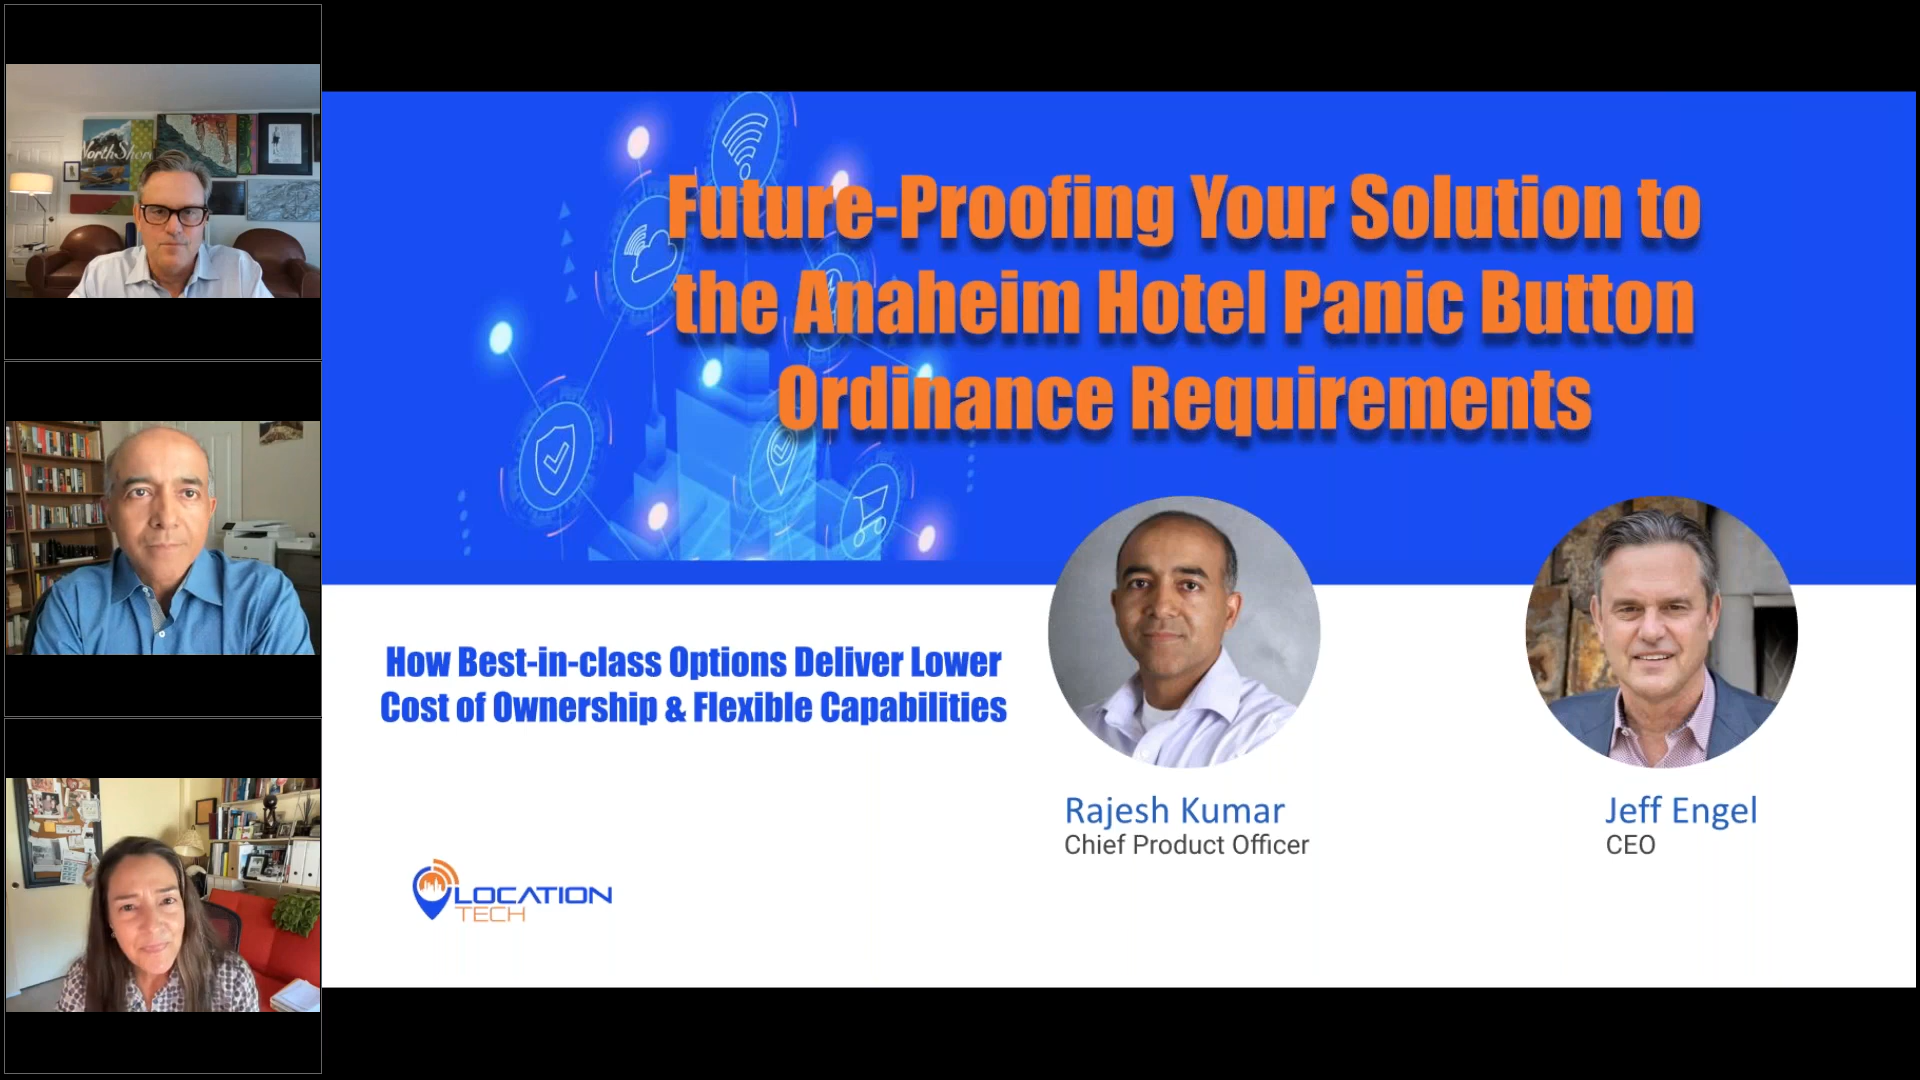 NorthShore
Future-Proofing Your Solution to
the Anaheim Hotel Panic Button
Ordinance Requirements
How Best-in-class Options Deliver Lower
Cost of Ownership & Flexible Capabilities
Rajesh Kumar
Chief Product Officer
Jeff Engel
CEO
LOCATION
TECH